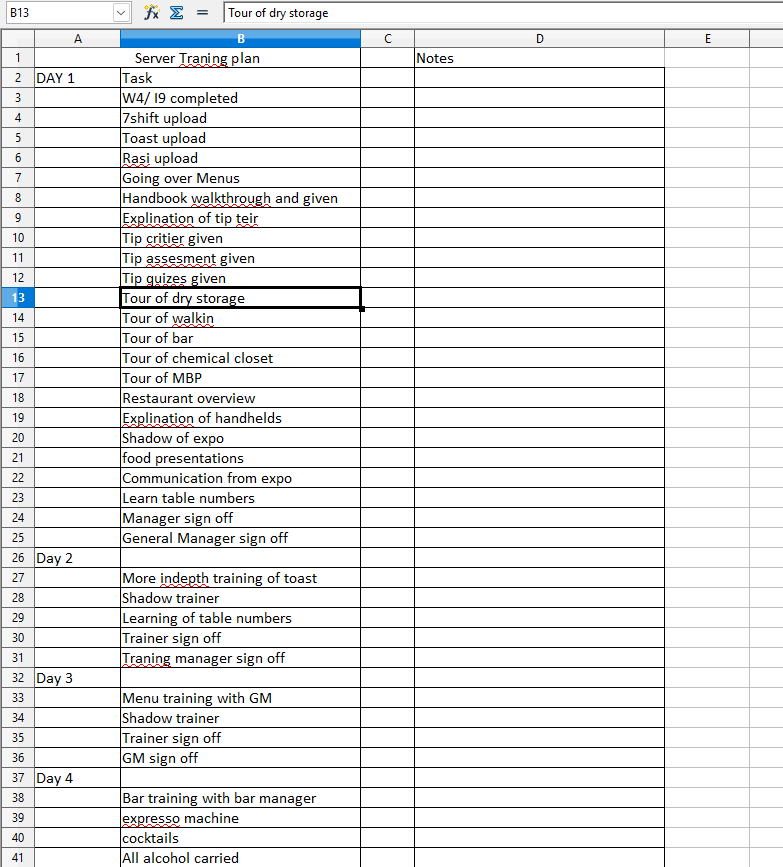 B13 Tour of dry storage
A B C D E
1 Server Traning plan Notes
2 DAY 1 Task
3 W4/ I9 completed
4 7shift upload
5 Toast upload
6 Rasi upload
7 Going over Menus
8 Handbook walkthrough and given
9 Explination of tip teir
10 Tip critier given
11 Tip assesment given
12 Tip quizes given
13 Tour of dry storage
14 Tour of walkin
15 Tour of bar
16 Tour of chemical closet
17 Tour of MBP
18 Restaurant overview
19 Explination of handhelds
20 Shadow of expo
21 food presentations
22 Communication from expo
23 Learn table numbers
24 Manager sign off
25 General Manager sign off
26 Day 2
27 More indepth training of toast
28 Shadow trainer
29 Learning of table numbers
30 Trainer sign off
31 Traning manager sign off
32 Day 3
33 Menu training with GM
34 Shadow trainer
35 Trainer sign off
36 GM sign off
37 Day 4
38 Bar training with bar manager
39 expresso machine
40 cocktails
41 All alcohol carried